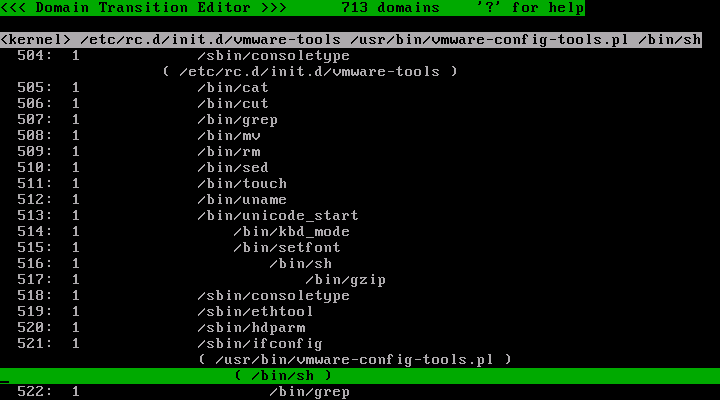 <<< Domain Transition Editor >>>      713 domains    '?' for help
<kernel> /etc/rc.d/init.d/vmware-tools /usr/bin/vmware-config-tools.pl /bin/sh
504:  1             /sbin/consoletype
( /etc/rc.d/init.d/vmware-tools )
505:  1             /bin/cat
506:  1             /bin/cut
507:  1             /bin/grep
508:  1             /bin/mv
509:  1             /bin/rm
510:  1             /bin/sed
511:  1             /bin/touch
512:  1             /bin/uname
513:  1             /bin/unicode_start
514:  1                 /bin/kbd_mode
515:  1                 /bin/setfont
516:  1                     /bin/sh
517:  1                         /bin/gzip
518:  1             /sbin/consoletype
519:  1             /sbin/ethtool
520:  1             /sbin/hdparm
521:  1             /sbin/ifconfig
( /usr/bin/vmware-config-tools.pl )
( /bin/sh )
522:  1                     /bin/grep